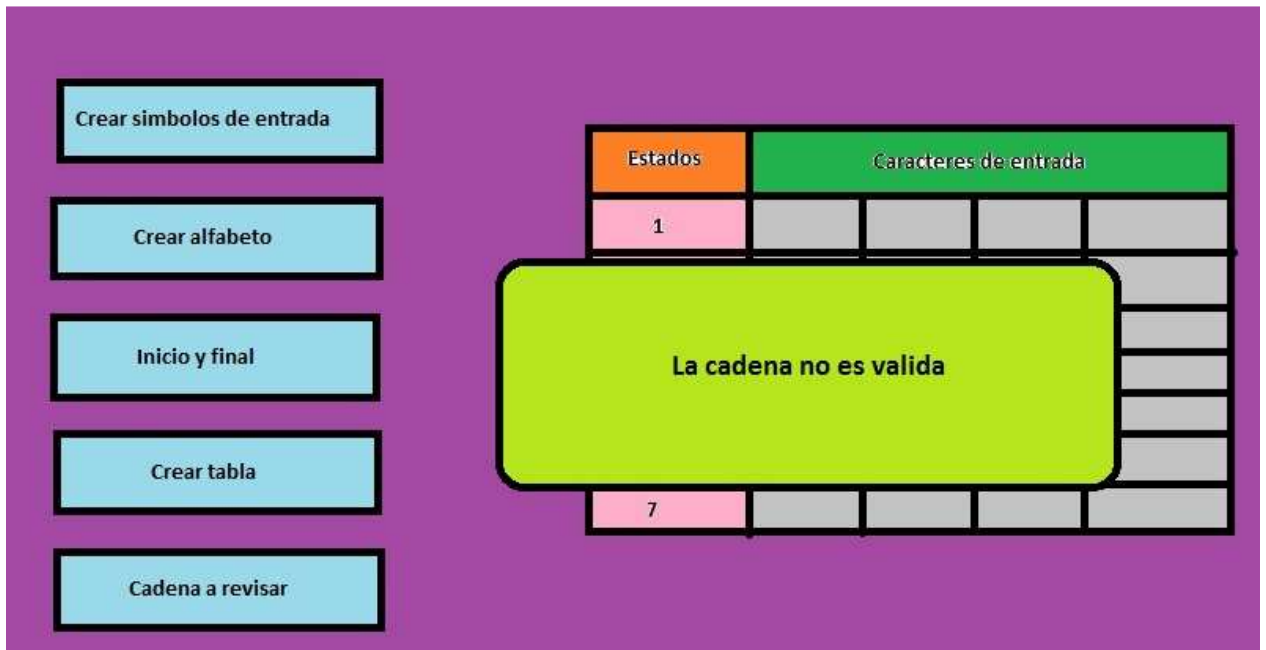 Crear simbolos de entrada
Crear alfabeto
Inicio y final
Crear tabla
Cadena a revisar
Estados
Caracteres de entrada
1
La cadena no es valida
7